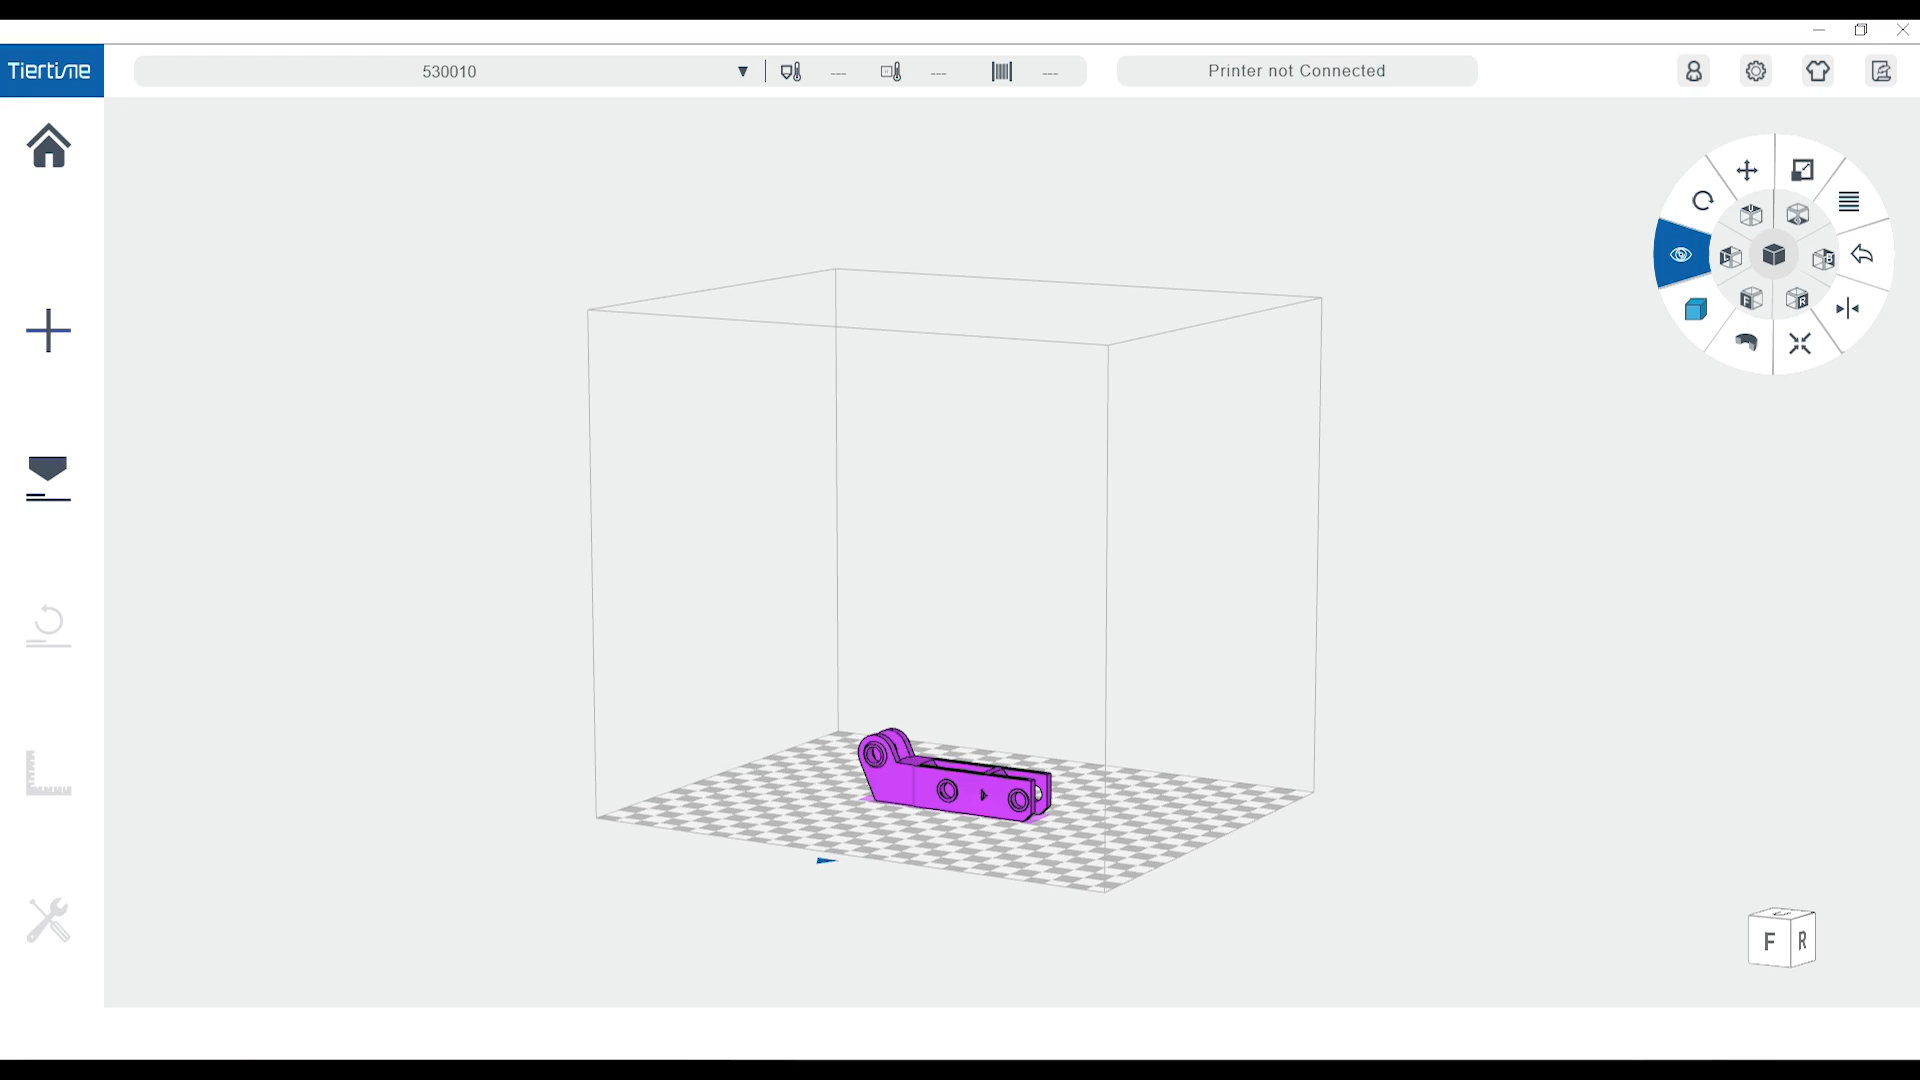 Tiertime
530010
---
---
---
Printer not Connected
U
L
B
F
R
U
F
R